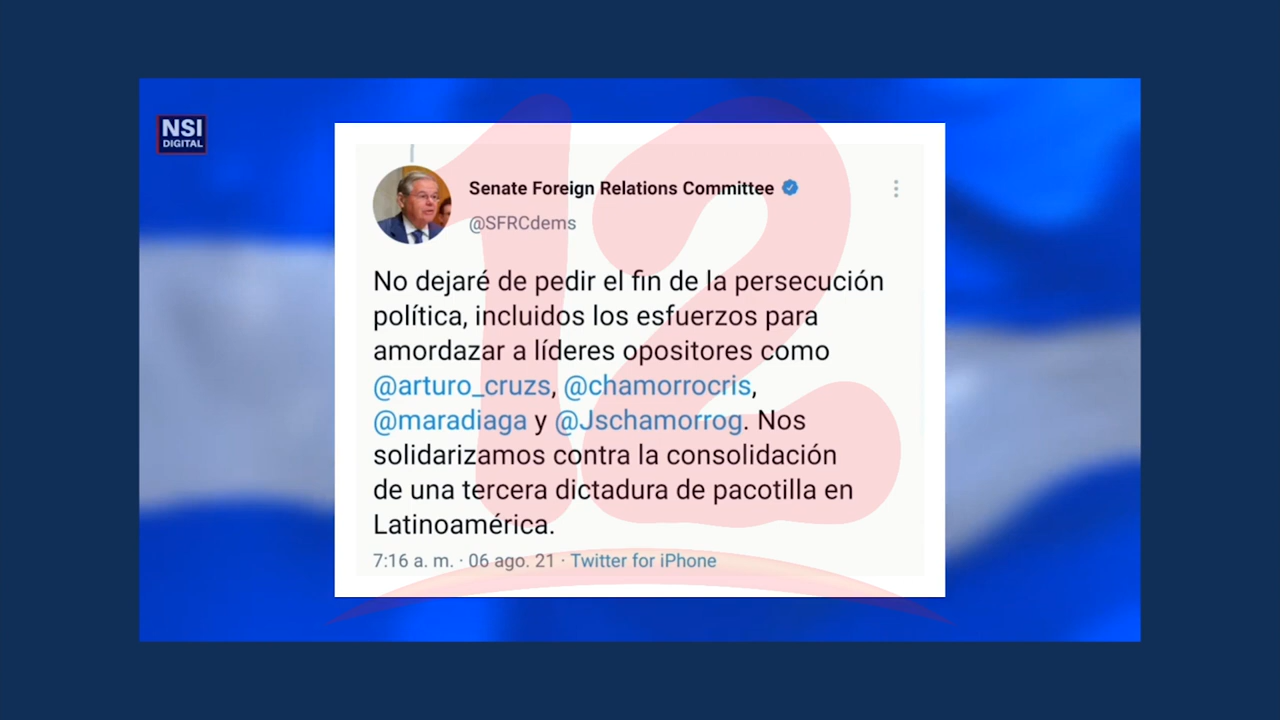 NSI
DIGITAL
12
Senate Foreign Relations Committee
@SFRCdems
No dejaré de pedir el fin de la persecución
política, incluidos los esfuerzos para
amordazar a líderes opositores como
@arturo_cruzs, @chamorrocris,
@maradiaga y @Jschamorrog. Nos
solidarizamos contra la consolidación
de una tercera dictadura de pacotilla en
Latinoamérica.
7:16 a. m. · 06 ago. 21 · Twitter for iPhone